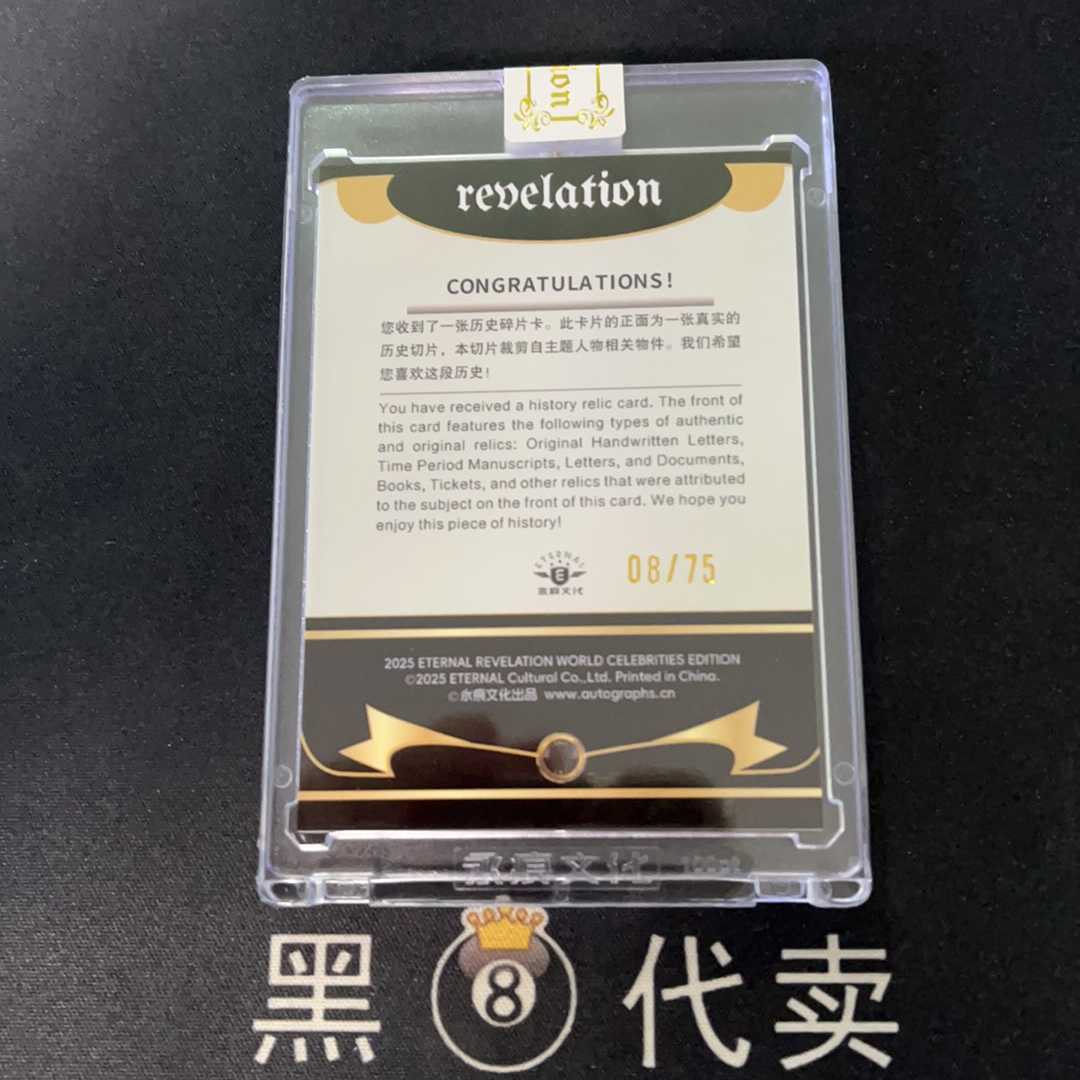 revelation
CONGRATULATIONS!
您收到了一张历史碎片卡。此卡片的正面为一张真实的
历史切片，本切片裁剪自主题人物相关物件。我们希望
您喜欢这段历史！
You have received a history relic card. The front of
this card features the following types of authentic
and original relics: Original Handwritten Letters,
Time Period Manuscripts, Letters, and Documents,
Books, Tickets, and other relics that were attributed
to the subject on the front of this card. We hope you
enjoy this piece of history!
ETERNAL
E
永痕文化
08/75
2025 ETERNAL REVELATION WORLD CELEBRITIES EDITION
©2025 ETERNAL Cultural Co.,Ltd. Printed in China.
©永痕文化出品 www.autographs.cn
永痕文化
黑 8 代卖